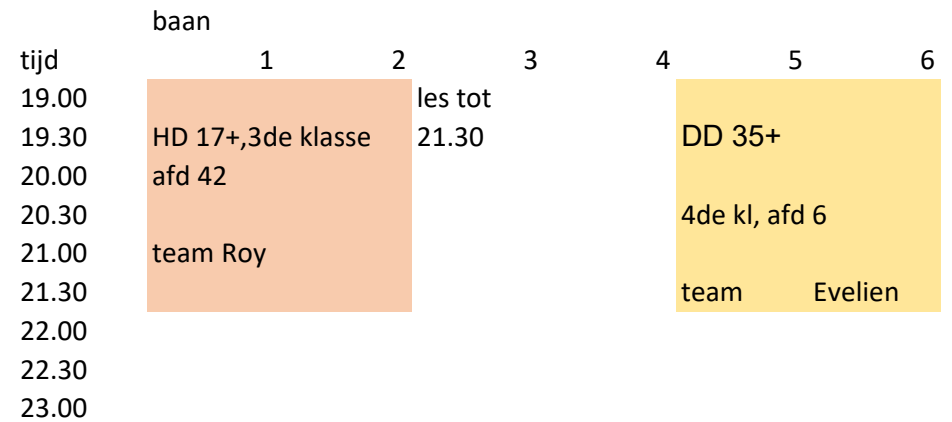 baan
tijd 1 2 3 4 5 6
19.00 les tot
19.30 HD 17+,3de klasse 21.30 DD 35+
20.00 afd 42
20.30 4de kl, afd 6
21.00 team Roy
21.30 team Evelien
22.00
22.30
23.00